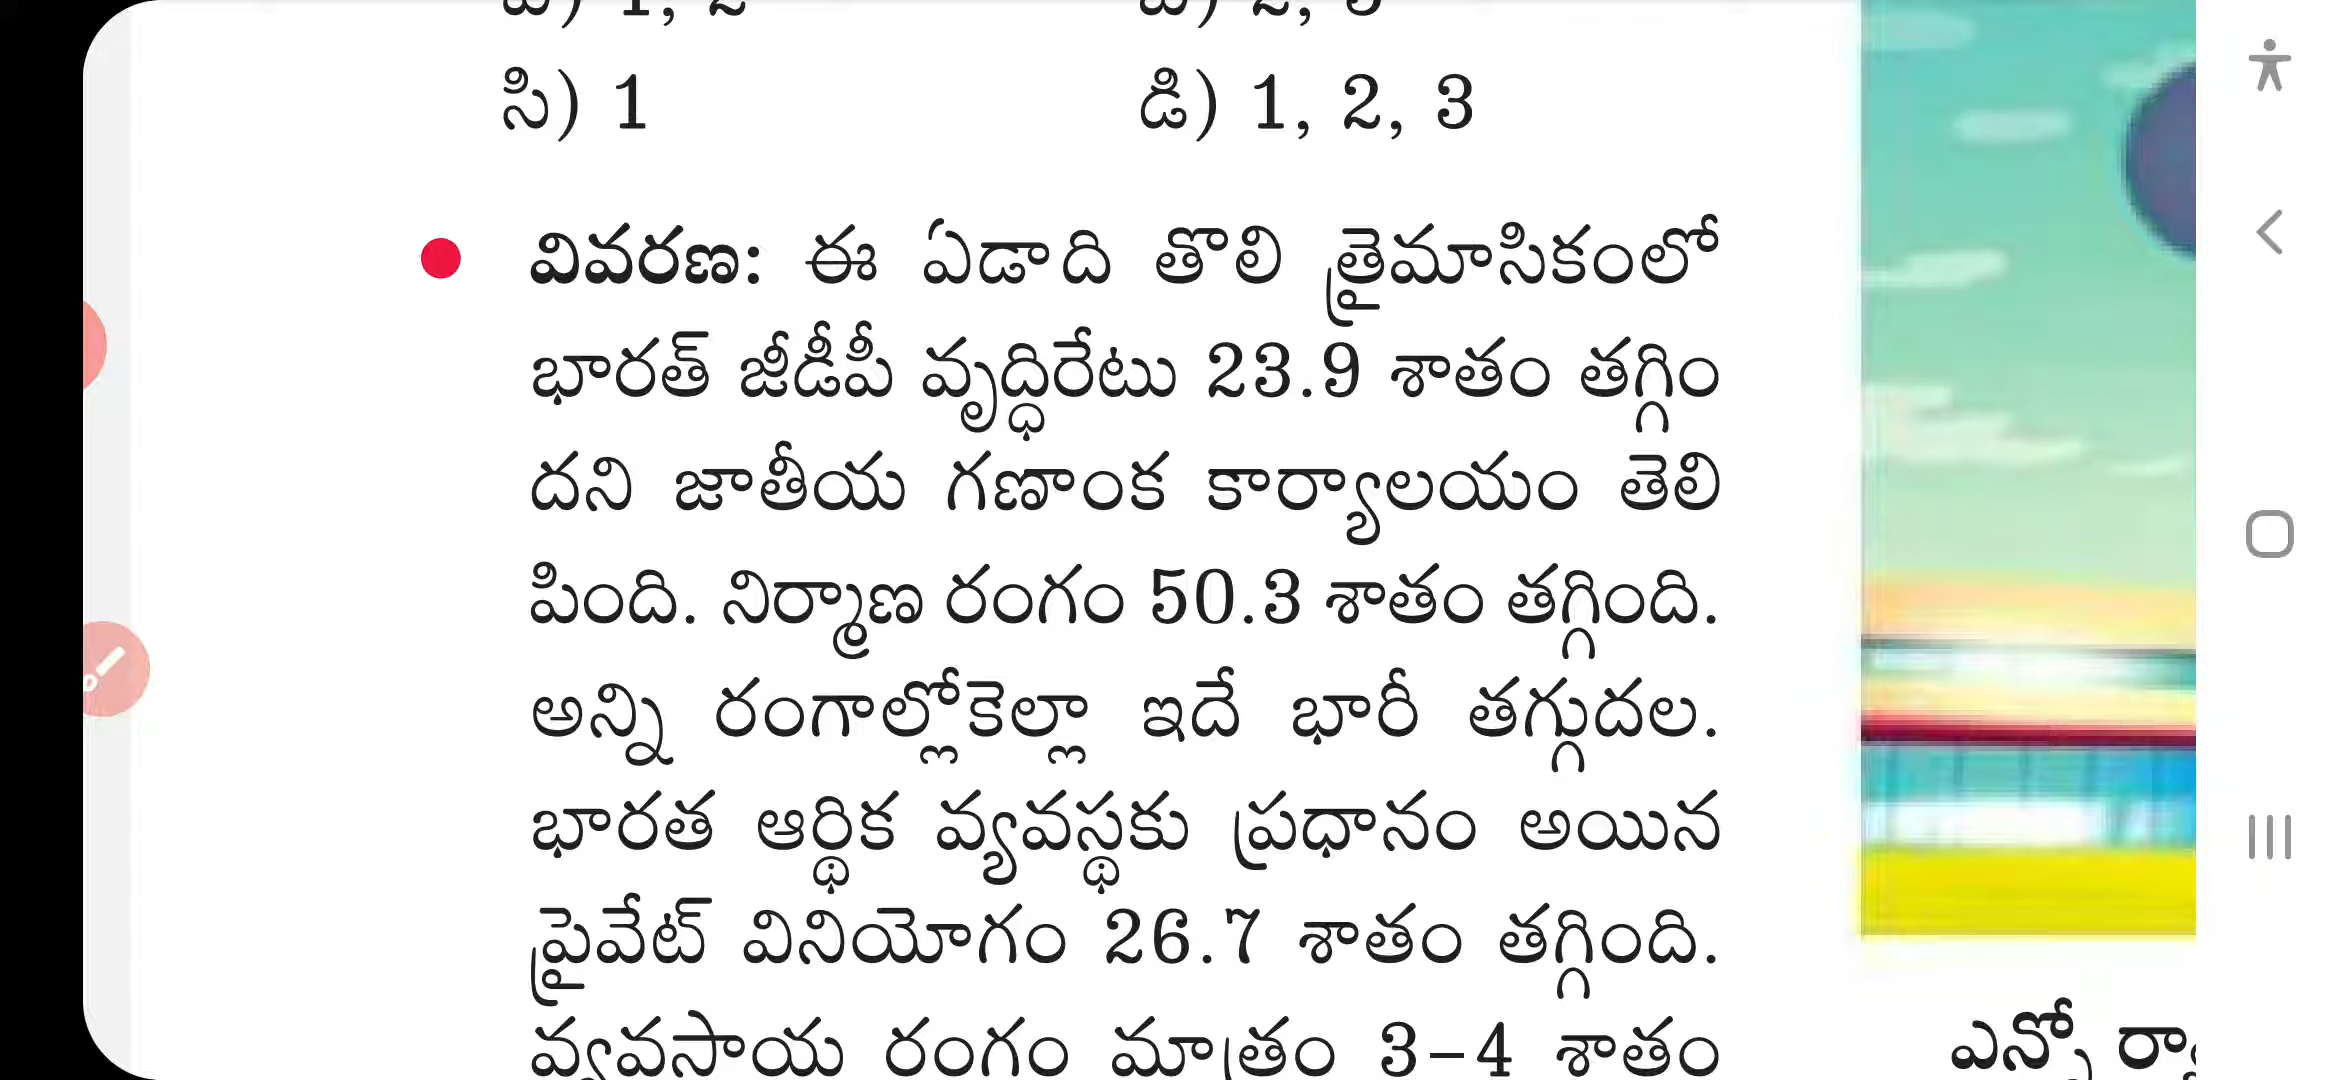 సి) 1 డి) 1, 2, 3
వివరణ: ఈ ఏడాది తొలి త్రైమాసికంలో
భారత్ జీడీపీ వృద్ధిరేటు 23.9 శాతం తగ్గిం
దని జాతీయ గణాంక కార్యాలయం తెలి
పింది. నిర్మాణ రంగం 50.3 శాతం తగ్గింది.
అన్ని రంగాల్లోకెల్లా ఇదే భారీ తగ్గుదల.
భారత ఆర్థిక వ్యవస్థకు ప్రధానం అయిన
ప్రైవేట్ వినియోగం 26.7 శాతం తగ్గింది.
వ్యవసాయ రంగం మాత్రం 3–4 శాతం
ఎన్నో